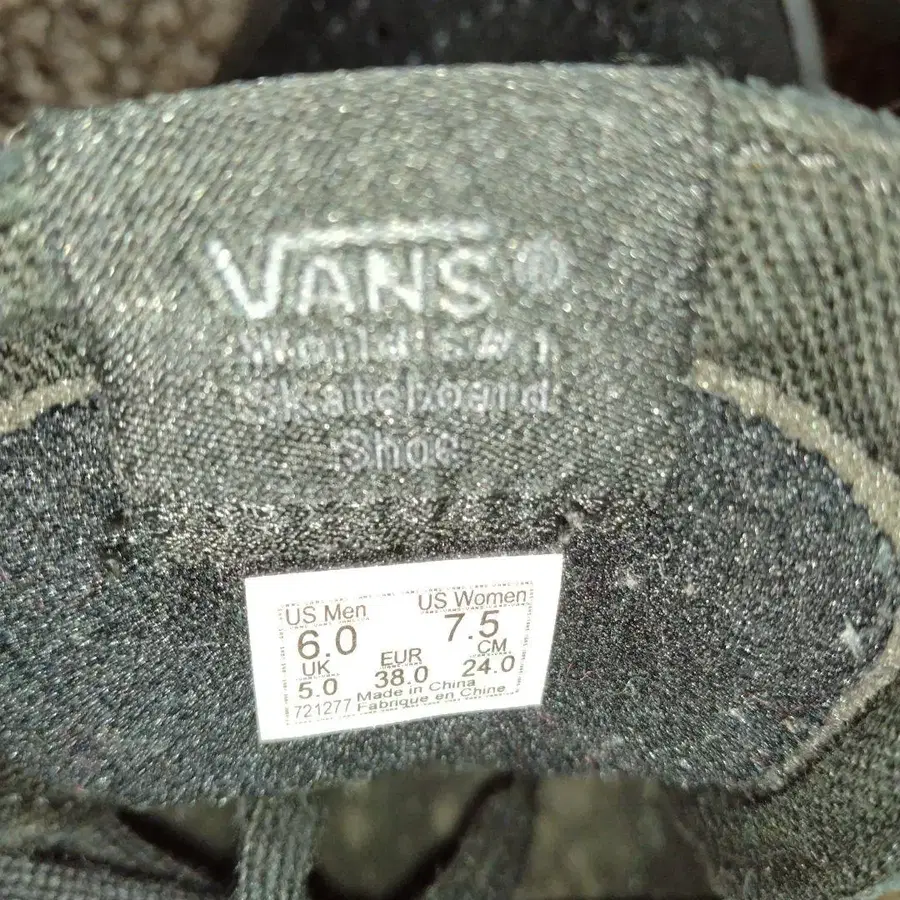 VANS®
World's #1
Skateboard
Shoe
US Men US Women
6.0 7.5
UK EUR CM
5.0 38.0 24.0
Made in China
721277 Fabrique en Chine